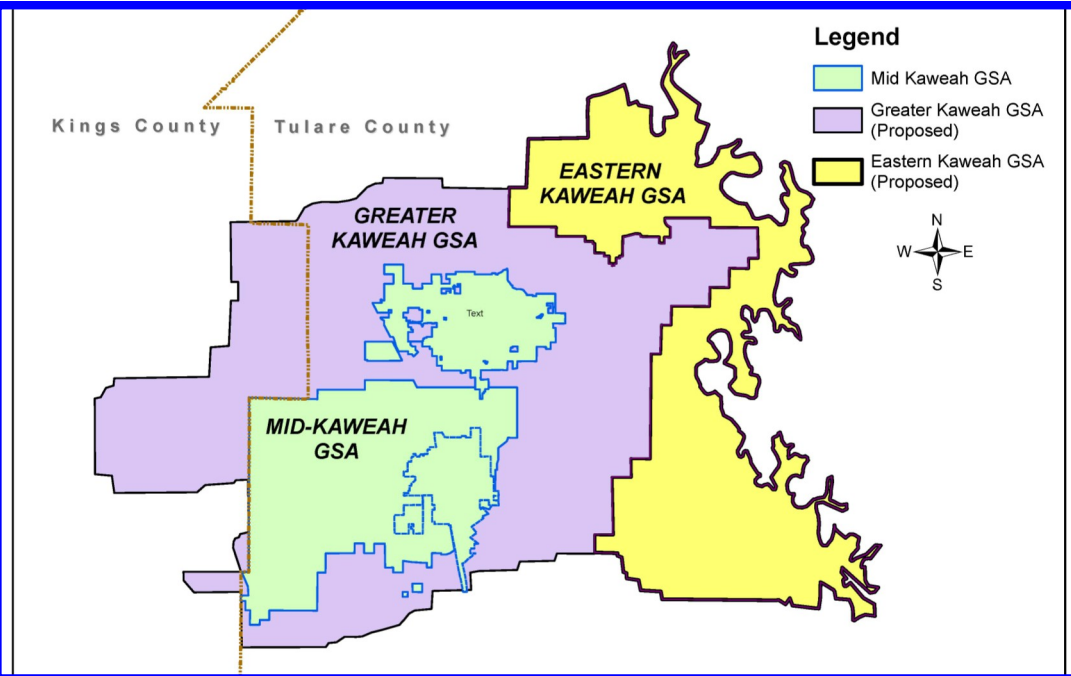 Legend
Mid Kaweah GSA
Greater Kaweah GSA
(Proposed)
Eastern Kaweah GSA
(Proposed)
Kings County
Tulare County
EASTERN
KAWEAH GSA
GREATER
KAWEAH GSA
N
W
E
S
Text
MID-KAWEAH
GSA